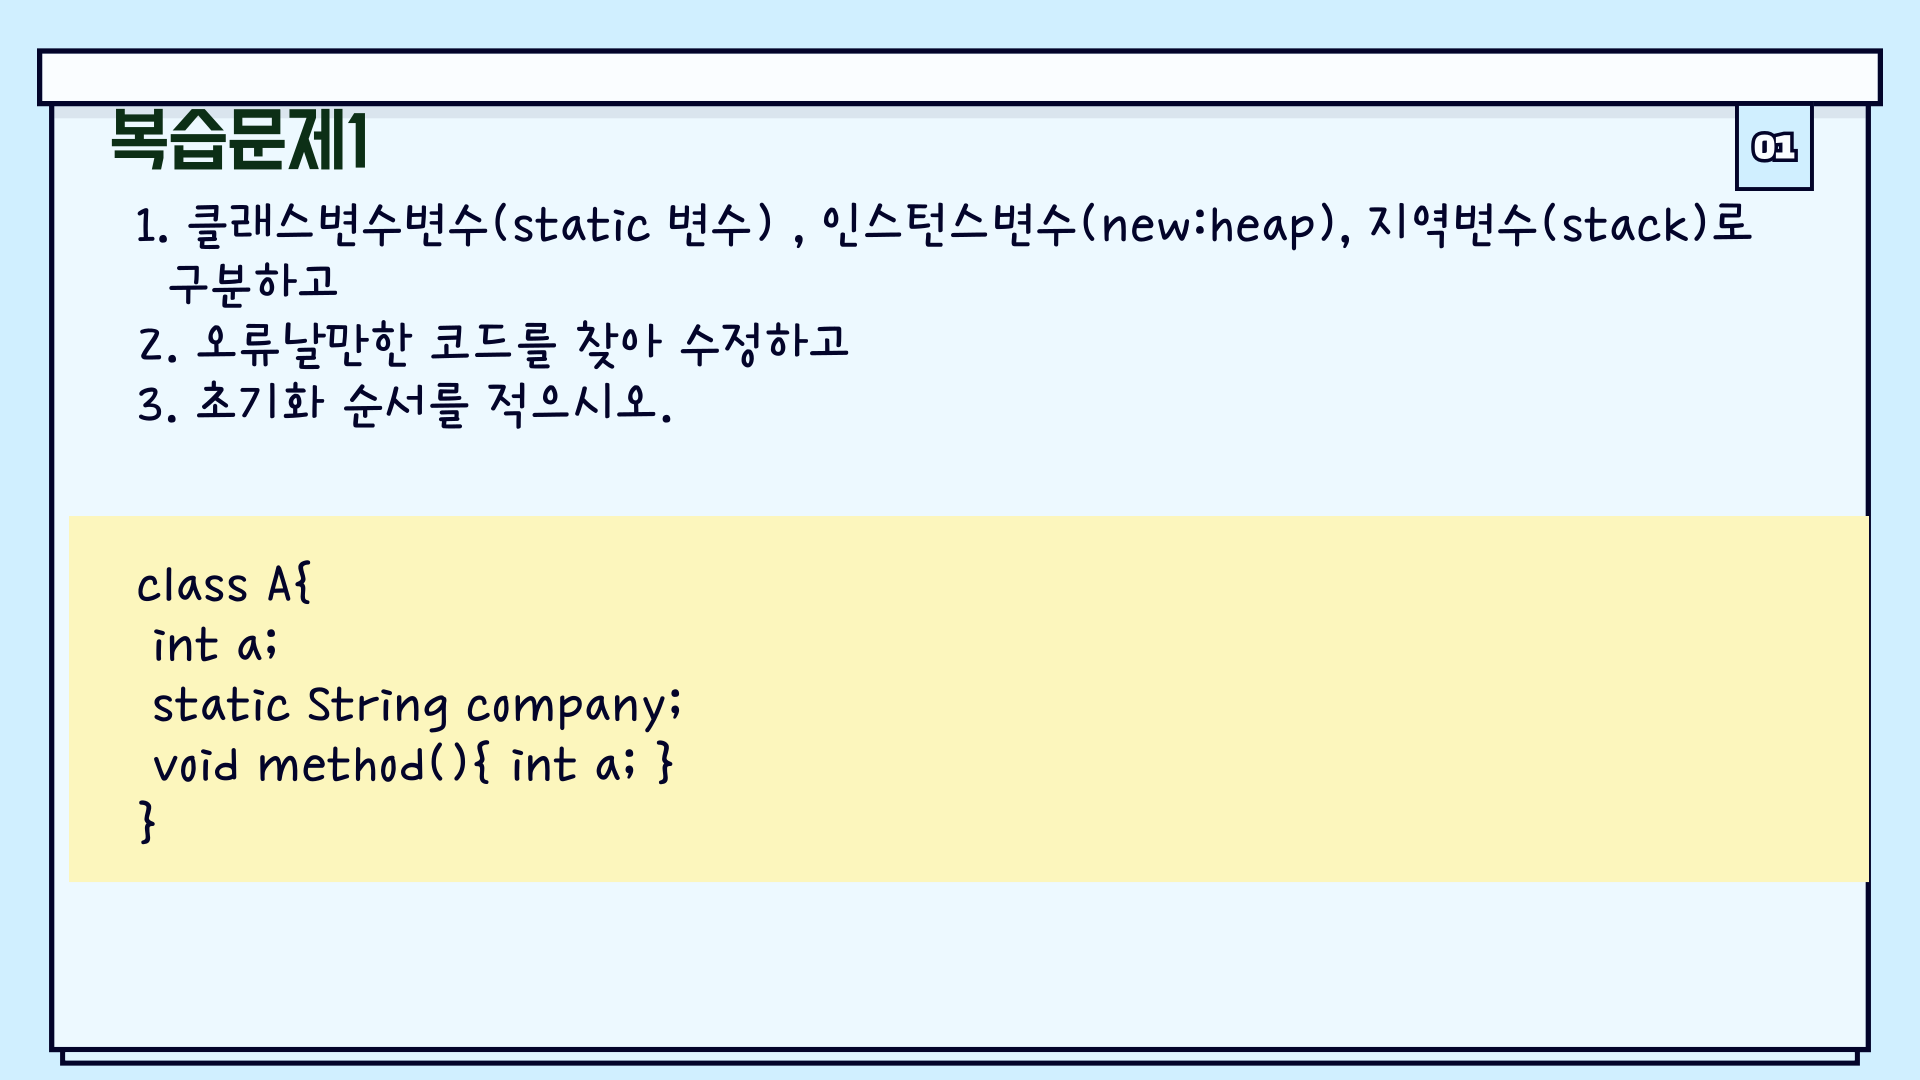 복습문제1
01
1. 클래스변수변수(static 변수) , 인스턴스변수(new:heap), 지역변수(stack)로
구분하고
2. 오류날만한 코드를 찾아 수정하고
3. 초기화 순서를 적으시오.
class A{
int a;
static String company;
void method(){ int a; }
}